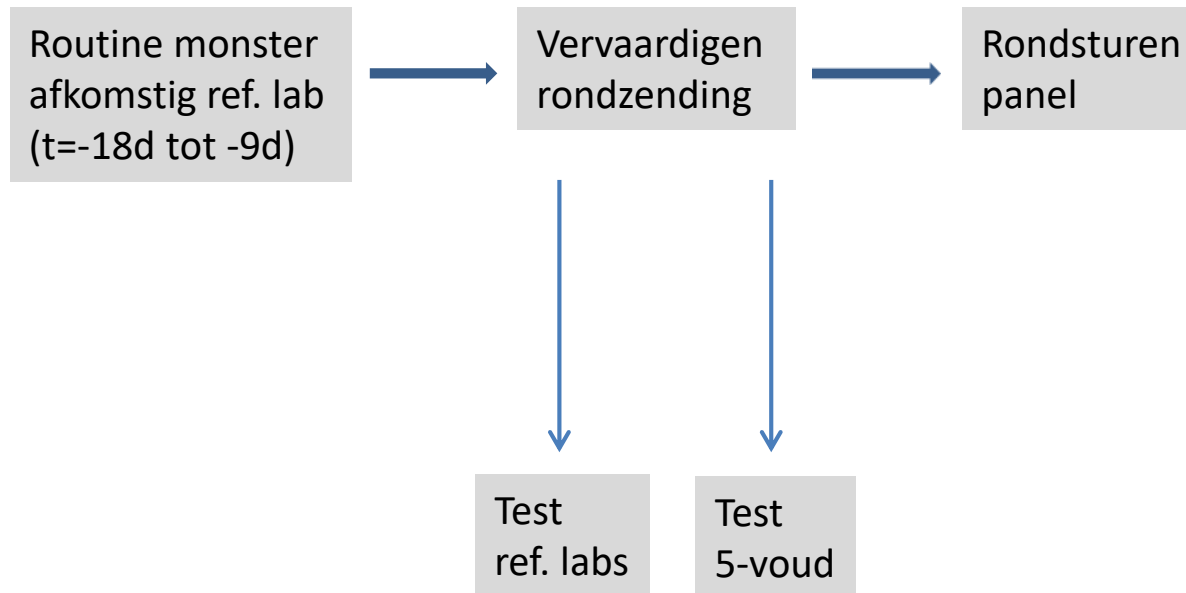 Routine monster
afkomstig ref. lab
(t=-18d tot -9d)
Vervaardigen
rondzending
Rondsturen
panel
Test
ref. labs
Test
5-voud